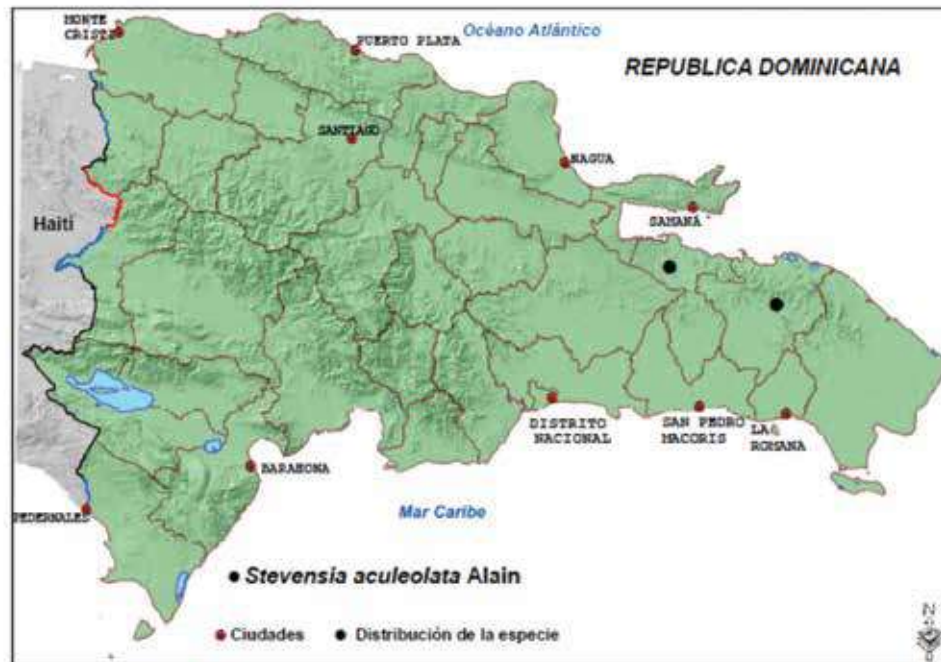 MONTE
CRISTI
PUERTO PLATA
Océano Atlántico
REPUBLICA DOMINICANA
SANTIAGO
NAGUA
Haití
SAMANÁ
DISTRITO
NACIONAL
SAN PEDRO
MACORIS
LA
ROMANA
BARAHONA
PEDERNALES
Mar Caribe
Stevensia aculeolata Alain
Ciudades
Distribución de la especie